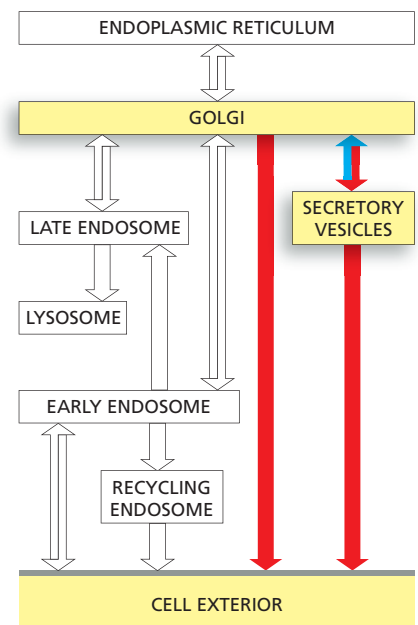 ENDOPLASMIC RETICULUM
GOLGI
LATE ENDOSOME
SECRETORY
VESICLES
LYSOSOME
EARLY ENDOSOME
RECYCLING
ENDOSOME
CELL EXTERIOR